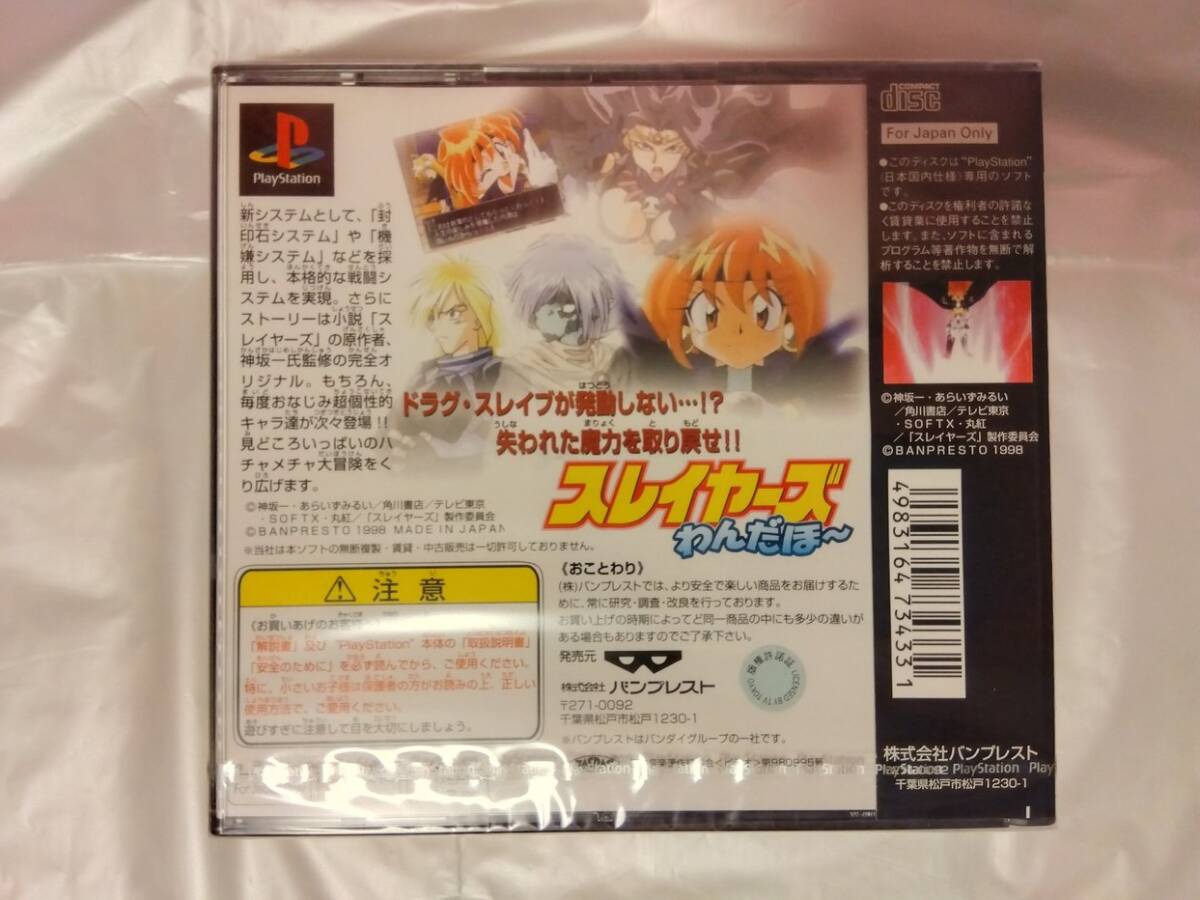 PlayStation
新システムとして、「封
印石システム」や「機
嫌システム」などを採
用し、本格的な戦闘シ
ステムを実現。さらに
ストーリーは小説「ス
レイヤーズ」の原作者、
神坂一氏監修の完全オ
リジナル。もちろん、
毎度おなじみ超個性的
キャラ達が次々登場!!
見どころいっぱいのハ
チャメチャ大冒険をく
り広げます。
ドラグ・スレイブが発動しない…!?
失われた魔力を取り戻せ!!
スレイヤーズ
わんだほ〜
©神坂一・あらいずみるい/角川書店/テレビ東京
・SOFTX・丸紅/「スレイヤーズ」製作委員会
©BANPRESTO 1998 MADE IN JAPAN
※当社は本ソフトの無断複製・賃貸・中古販売は一切許可しておりません。
⚠注意
《お買いあげのお客様へ》
「解説書」及び "PlayStation" 本体の「取扱説明書」
「安全のために」を必ず読んでから、ご使用ください。
特に、小さいお子様は保護者の方がお読みの上、正しい
使用方法で、ご愛用ください。
遊びすぎに注意して目を大切にしましょう。
《おことわり》
(株)バンプレストでは、より安全で楽しい商品をお届けするた
めに、常に研究・調査・改良を行っております。
お買い上げの時期によってど同一商品の中にも多少の違いが
ある場合もありますのでご了承下さい。
発売元
株式会社 バンプレスト
〒271-0092
千葉県松戸市松戸1230-1
※バンプレストはバンダイグループの一社です。
版権許諾証
LICENSED BY TV TOKYO
COMPACT
disc
For Japan Only
●このディスクは"PlayStation"
(日本国内仕様)専用のソフト
です。
●このディスクを権利者の許諾な
く賃貸業に使用することを禁止
します。また、ソフトに含まれる
プログラム等著作物を無断で解
析することを禁止します。
©神坂一・あらいずみるい
/角川書店/テレビ東京
・SOFTX・丸紅
/「スレイヤーズ」製作委員会
©BANPRESTO 1998
4983164734331
株式会社バンプレスト
PlayStation
千葉県松戸市松戸1230-1